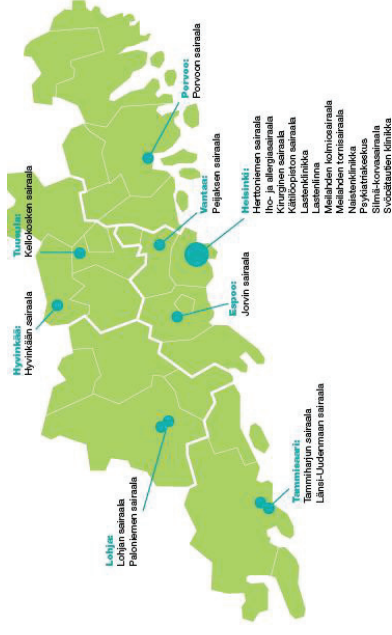 Hyvinkää:
Hyvinkään sairaala
Tuusula:
Kellokosken sairaala
Porvoo:
Porvoon sairaala
Vantaa:
Peijaksen sairaala
Lohja:
Lohjan sairaala
Paloniemen sairaala
Espoo:
Jorvin sairaala
Helsinki:
Herttoniemen sairaala
Iho- ja allergiasairaala
Kirurginen sairaala
Kätilöopiston sairaala
Lastenklinikka
Lastenlinna
Meilahden kolmiosairaala
Meilahden tornisairaala
Naistenklinikka
Psykiatriakeskus
Silmä-korvasairaala
Syöpätautien klinikka
Tammisaari:
Tammiharjun sairaala
Länsi-Uudenmaan sairaala